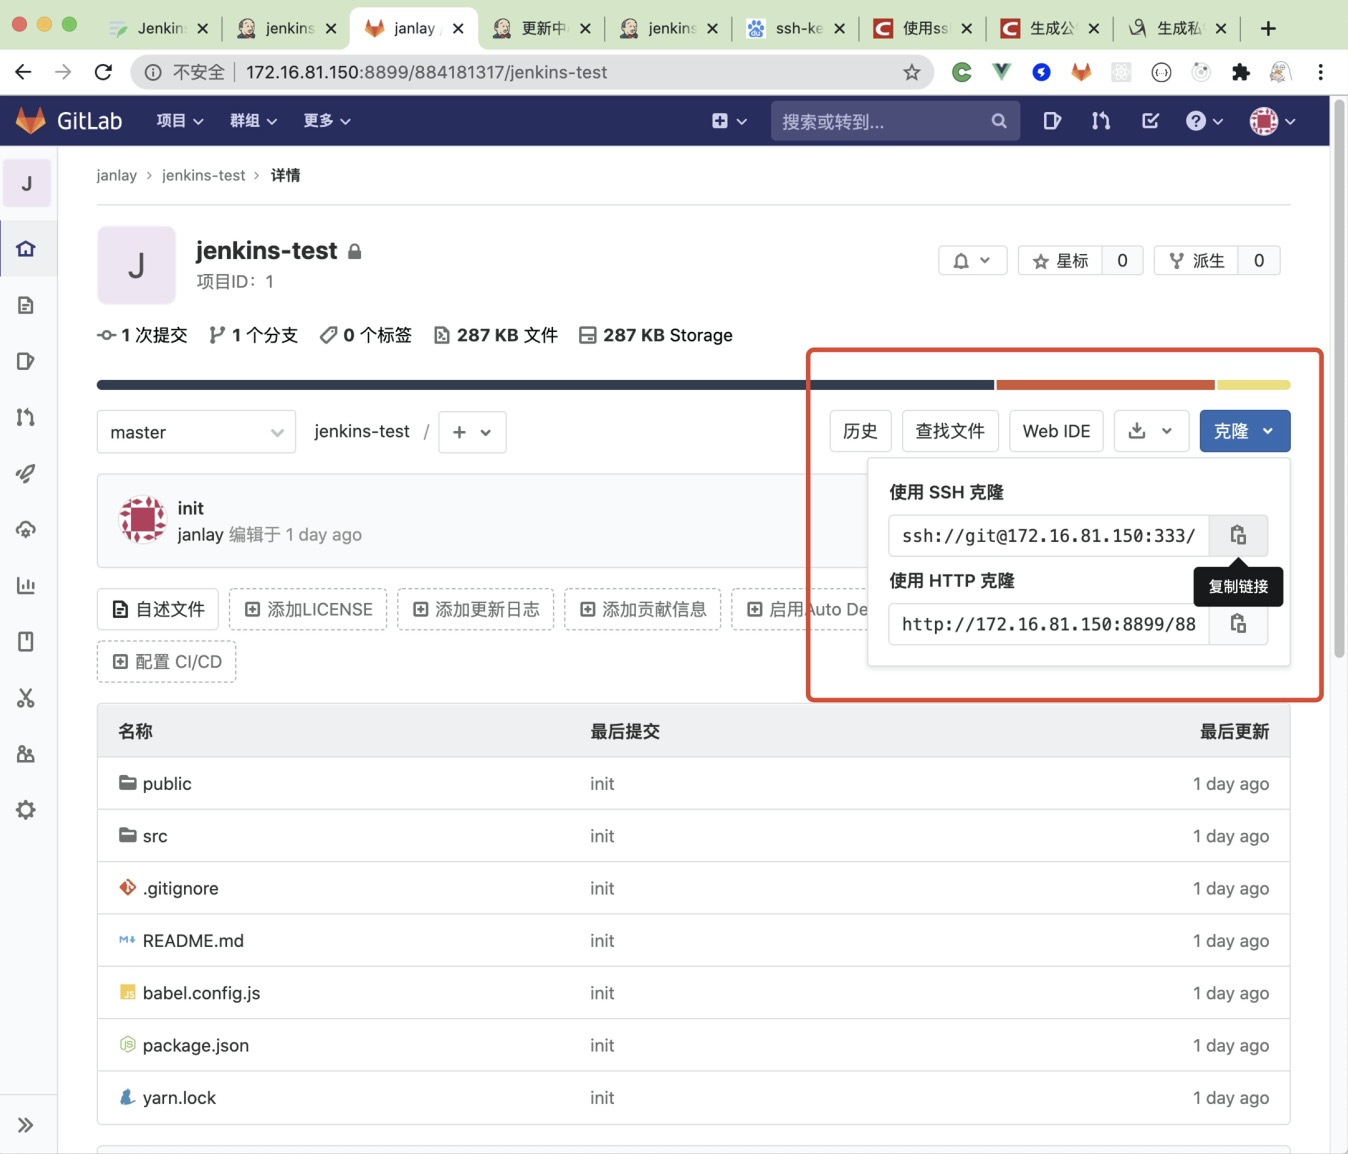 Jenkin
jenkins
janlay
更新中
jenkins
ssh-ke
使用ss
生成公
生成私
不安全
172.16.81.150:8899/884181317/jenkins-test
GitLab
项目
群组
更多
搜索或转到...
J
janlay
jenkins-test
详情
J
jenkins-test
项目ID：1
星标
0
派生
0
1 次提交
1 个分支
0 个标签
287 KB 文件
287 KB Storage
master
jenkins-test /
历史
查找文件
Web IDE
克隆
init
janlay 编辑于 1 day ago
使用 SSH 克隆
ssh://git@172.16.81.150:333/
使用 HTTP 克隆
复制链接
http://172.16.81.150:8899/88
自述文件
添加LICENSE
添加更新日志
添加贡献信息
启用Auto De
配置 CI/CD
名称
最后提交
最后更新
public
init
1 day ago
src
init
1 day ago
.gitignore
init
1 day ago
README.md
init
1 day ago
babel.config.js
init
1 day ago
package.json
init
1 day ago
yarn.lock
init
1 day ago